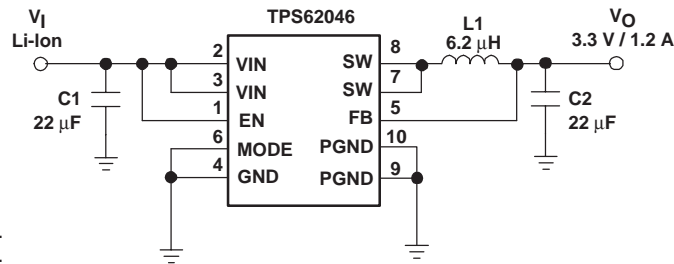 TPS62046
VI
Li-Ion
C1
22 μF
2 VIN
3 VIN
1 EN
6 MODE
4 GND
SW 8
SW 7
FB 5
PGND 10
PGND 9
L1
6.2 μH
VO
3.3 V / 1.2 A
C2
22 μF